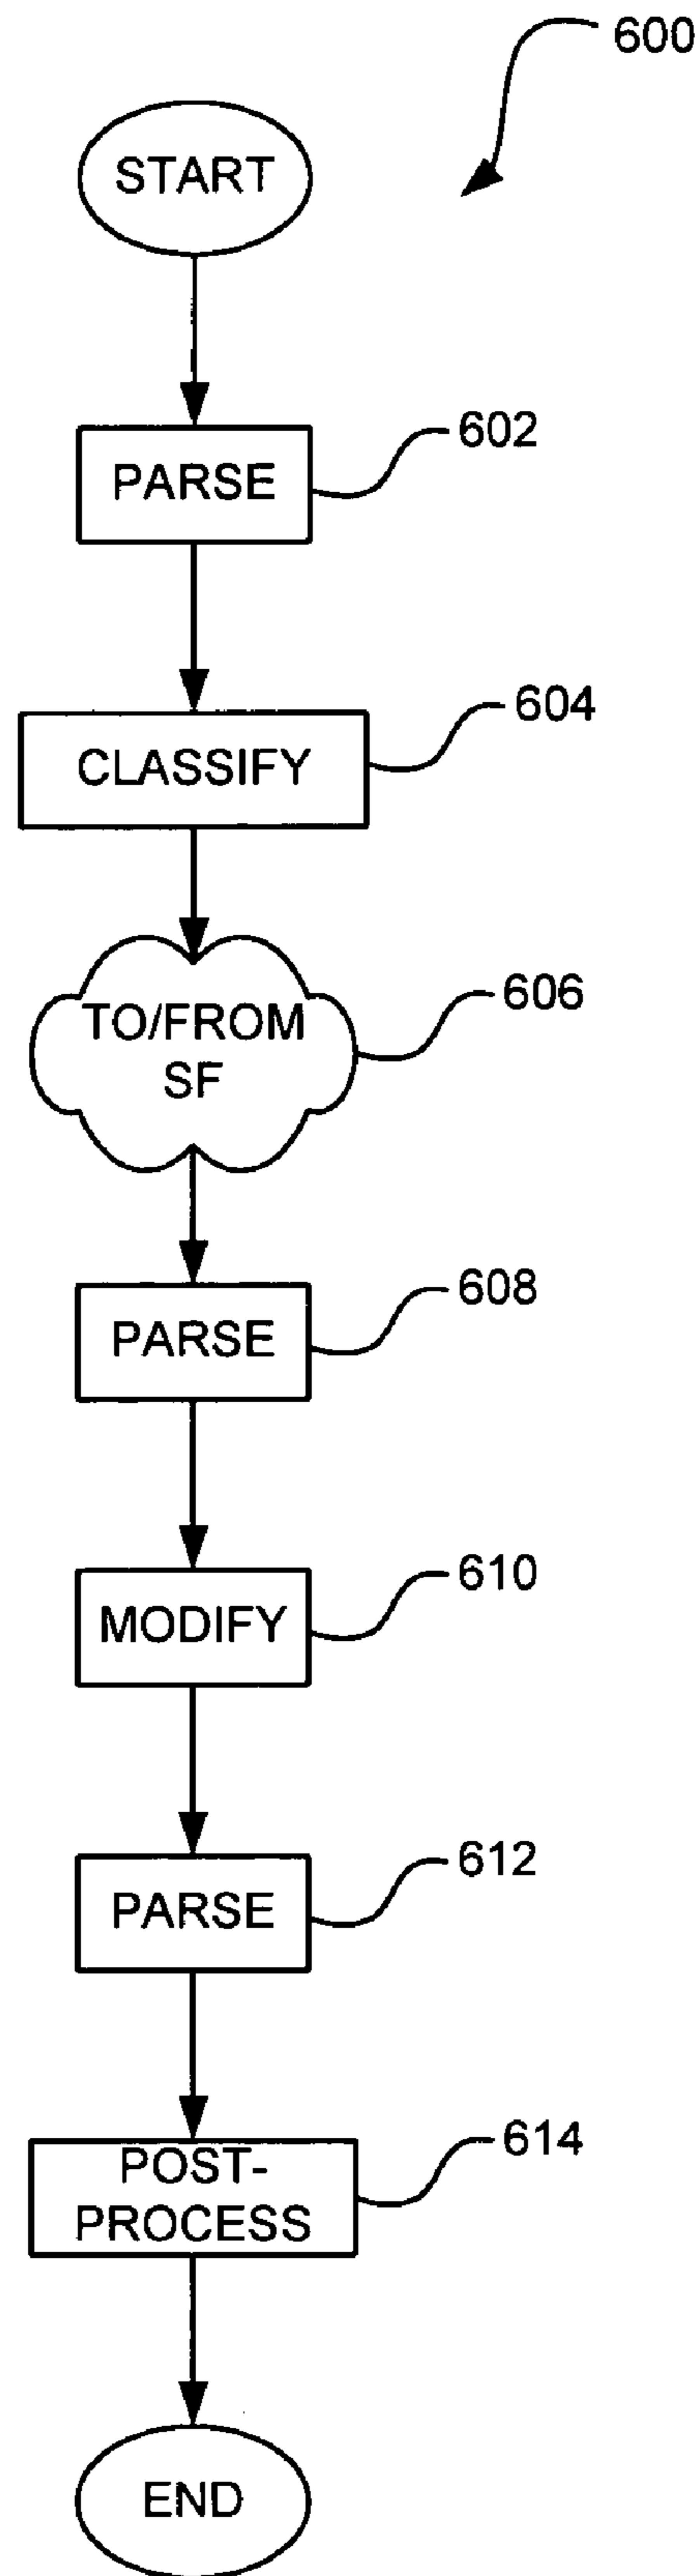 600
START
PARSE
602
CLASSIFY
604
TO/FROM
SF
606
PARSE
608
MODIFY
610
PARSE
612
POST-
PROCESS
614
END